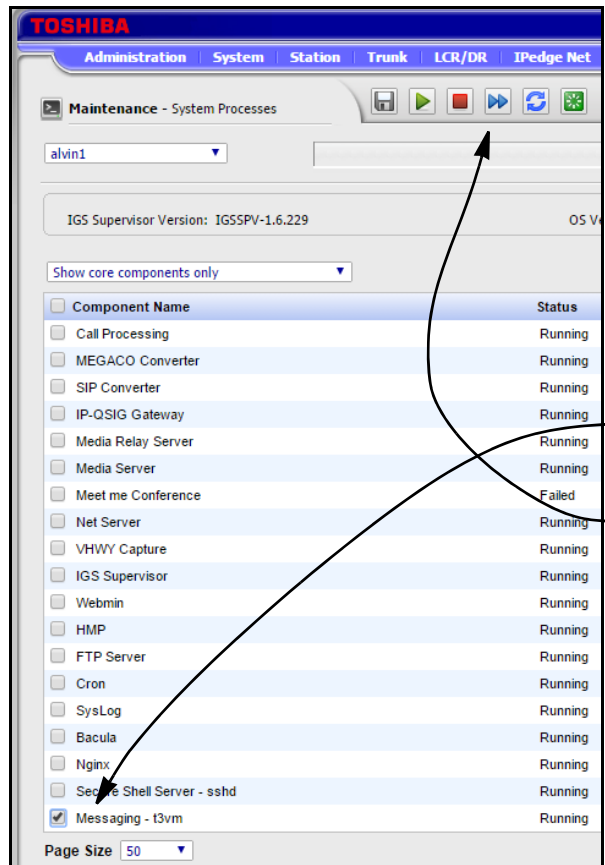 TOSHIBA
Administration System Station Trunk LCR/DR IPedge Net
Maintenance - System Processes
alvin1
IGS Supervisor Version: IGSSPV-1.6.229 OS Ve
Show core components only
Component Name Status
Call Processing Running
MEGACO Converter Running
SIP Converter Running
IP-QSIG Gateway Running
Media Relay Server Running
Media Server Running
Meet me Conference Failed
Net Server Running
VHWY Capture Running
IGS Supervisor Running
Webmin Running
HMP Running
FTP Server Running
Cron Running
SysLog Running
Bacula Running
Nginx Running
Secure Shell Server - sshd Running
Messaging - t3vm Running
Page Size 50